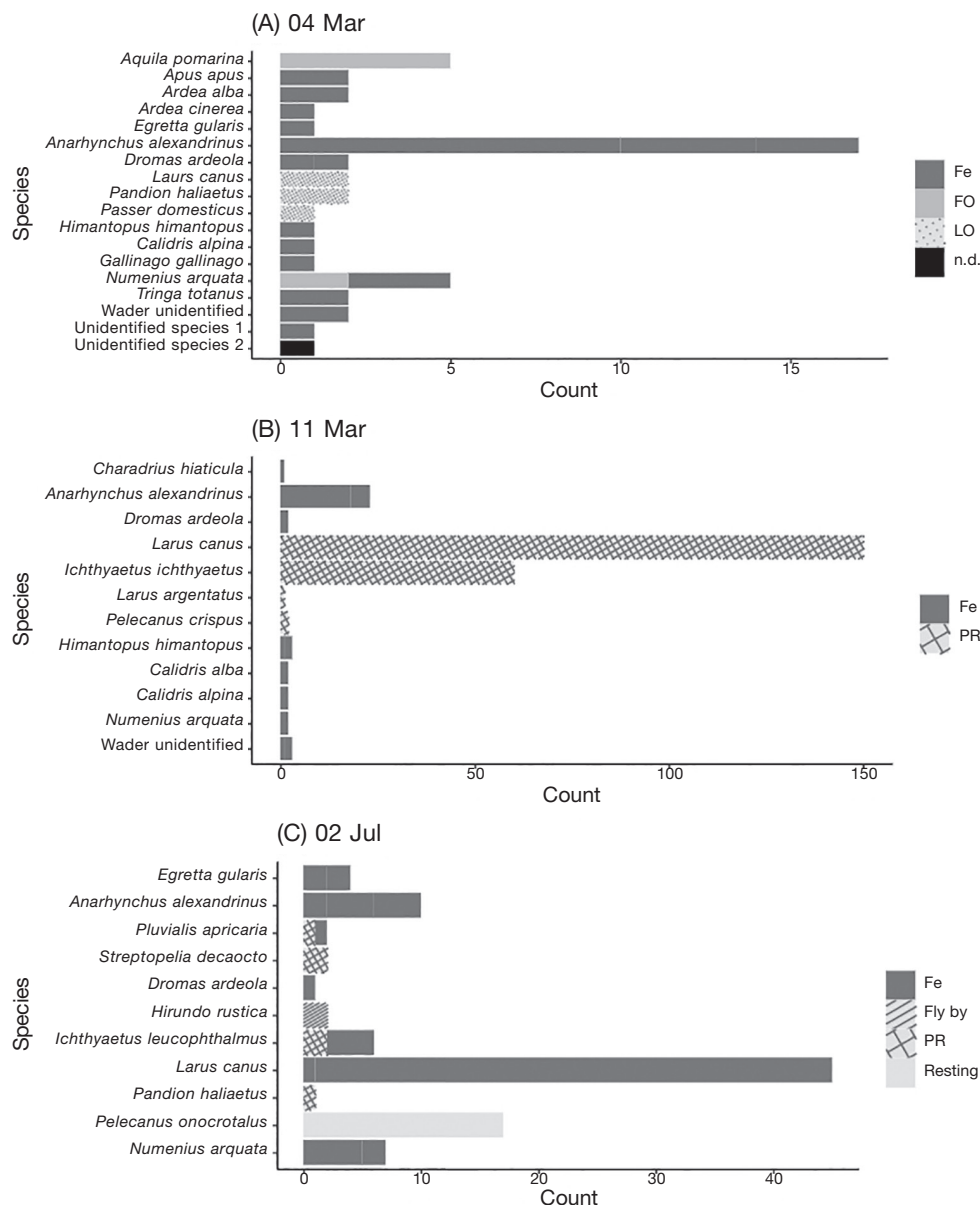 (A) 04 Mar
Species
Aquila pomarina
Apus apus
Ardea alba
Ardea cinerea
Egretta gularis
Anarhynchus alexandrinus
Dromas ardeola
Laurs canus
Pandion haliaetus
Passer domesticus
Himantopus himantopus
Calidris alpina
Gallinago gallinago
Numenius arquata
Tringa totanus
Wader unidentified
Unidentified species 1
Unidentified species 2
0 5 10 15
Count
Fe
FO
LO
n.d.
(B) 11 Mar
Species
Charadrius hiaticula
Anarhynchus alexandrinus
Dromas ardeola
Larus canus
Ichthyaetus ichthyaetus
Larus argentatus
Pelecanus crispus
Himantopus himantopus
Calidris alba
Calidris alpina
Numenius arquata
Wader unidentified
0 50 100 150
Count
Fe
PR
(C) 02 Jul
Species
Egretta gularis
Anarhynchus alexandrinus
Pluvialis apricaria
Streptopelia decaocto
Dromas ardeola
Hirundo rustica
Ichthyaetus leucophthalmus
Larus canus
Pandion haliaetus
Pelecanus onocrotalus
Numenius arquata
0 10 20 30 40
Count
Fe
Fly by
PR
Resting